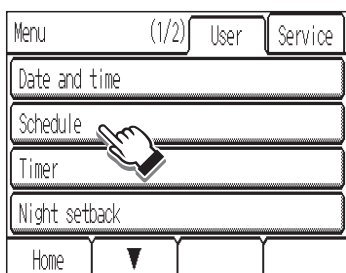 Menu (1/2) User Service
Date and time
Schedule
Timer
Night setback
Home ▼